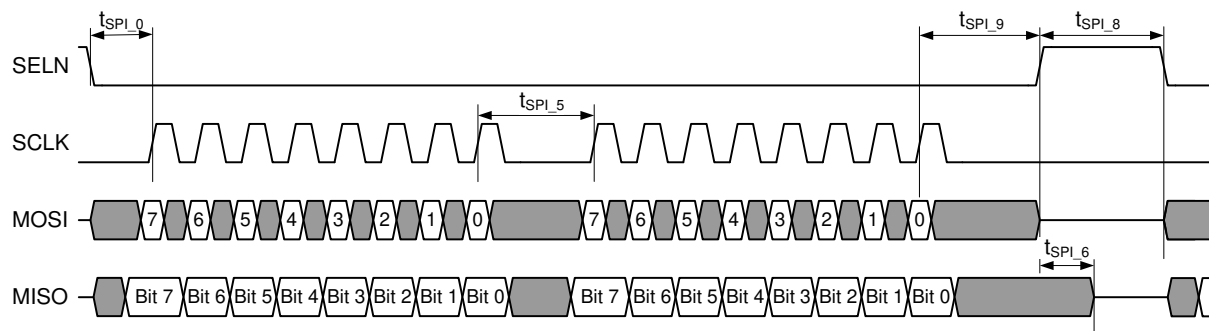 tSPI_0
tSPI_9
tSPI_8
SELN
tSPI_5
SCLK
MOSI 7 6 5 4 3 2 1 0 7 6 5 4 3 2 1 0
tSPI_6
MISO Bit 7 Bit 6 Bit 5 Bit 4 Bit 3 Bit 2 Bit 1 Bit 0 Bit 7 Bit 6 Bit 5 Bit 4 Bit 3 Bit 2 Bit 1 Bit 0